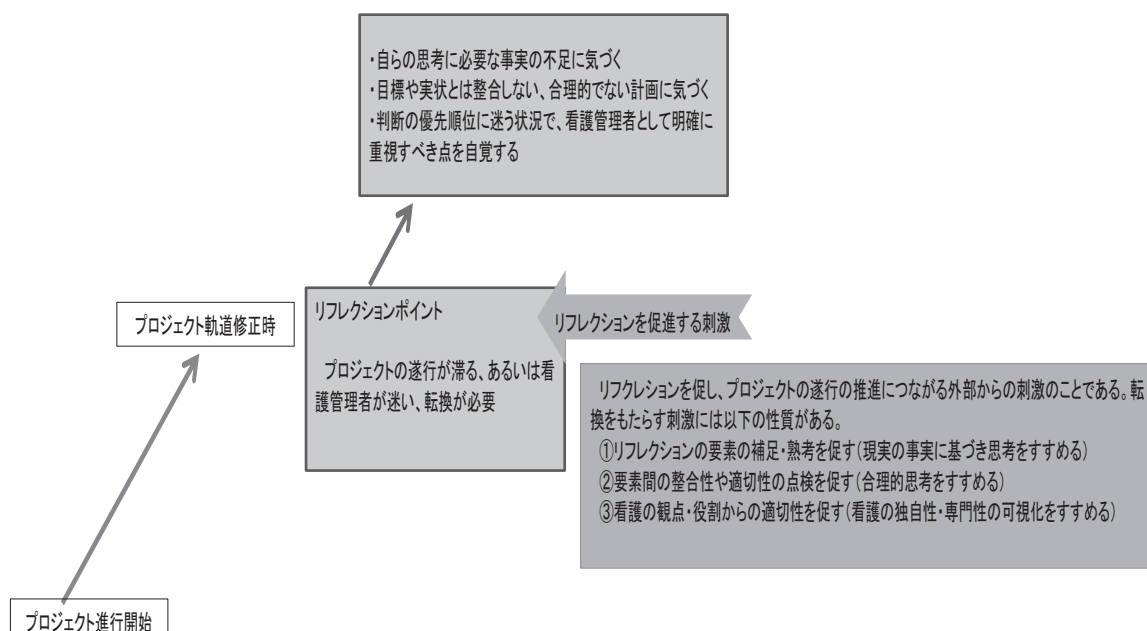 ・自らの思考に必要な事実の不足に気づく
・目標や実状とは整合しない、合理的でない計画に気づく
・判断の優先順位に迷う状況で、看護管理者として明確に
重視すべき点を自覚する
プロジェクト軌道修正時
リフレクションポイント
プロジェクトの遂行が滞る、あるいは看
護管理者が迷い、転換が必要
リフレクションを促進する刺激
リフクレションを促し、プロジェクトの遂行の推進につながる外部からの刺激のことである。転
換をもたらす刺激には以下の性質がある。
①リフレクションの要素の補足・熟考を促す(現実の事実に基づき思考をすすめる)
②要素間の整合性や適切性の点検を促す(合理的思考をすすめる)
③看護の観点・役割からの適切性を促す(看護の独自性・専門性の可視化をすすめる)
プロジェクト進行開始